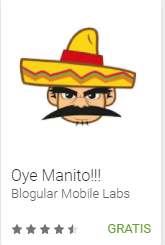 Oye Manito!!!
Blogular Mobile Labs
GRATIS